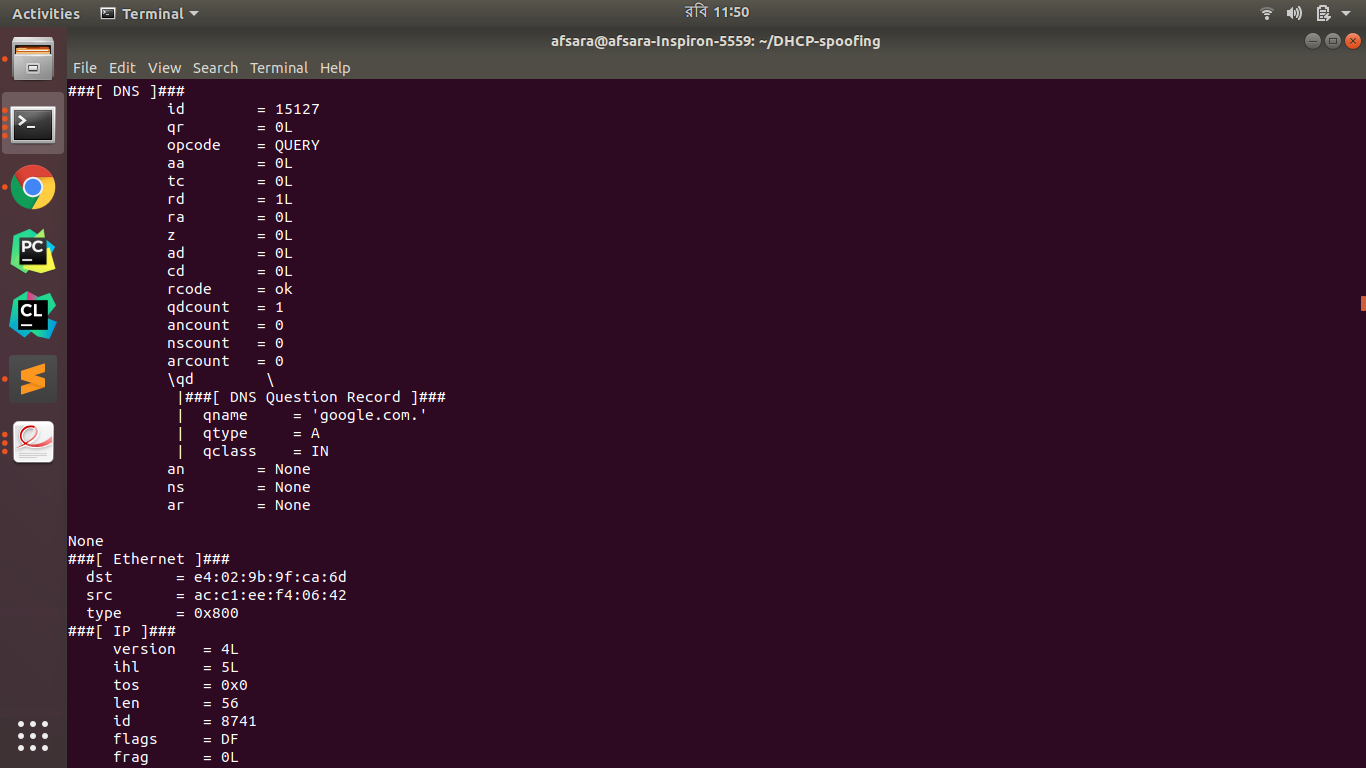 Activities Terminal রবি 11:50
afsara@afsara-Inspiron-5559: ~/DHCP-spoofing
File Edit View Search Terminal Help
###[ DNS ]###
id = 15127
qr = 0L
opcode = QUERY
aa = 0L
tc = 0L
rd = 1L
ra = 0L
z = 0L
ad = 0L
cd = 0L
rcode = ok
qdcount = 1
ancount = 0
nscount = 0
arcount = 0
\qd \
|###[ DNS Question Record ]###
| qname = 'google.com.'
| qtype = A
| qclass = IN
an = None
ns = None
ar = None
None
###[ Ethernet ]###
dst = e4:02:9b:9f:ca:6d
src = ac:c1:ee:f4:06:42
type = 0x800
###[ IP ]###
version = 4L
ihl = 5L
tos = 0x0
len = 56
id = 8741
flags = DF
frag = 0L
PC
CL